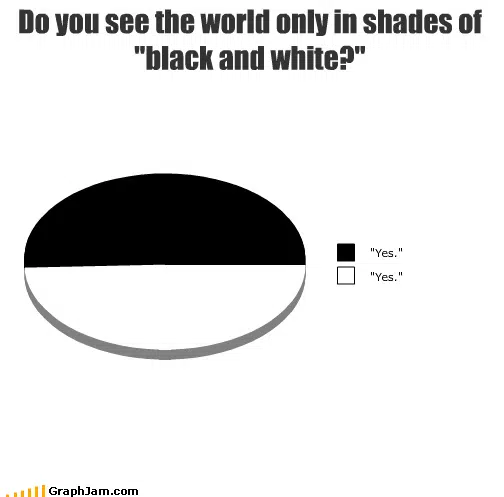 Do you see the world only in shades of
"black and white?"
"Yes."
"Yes."
GraphJam.com